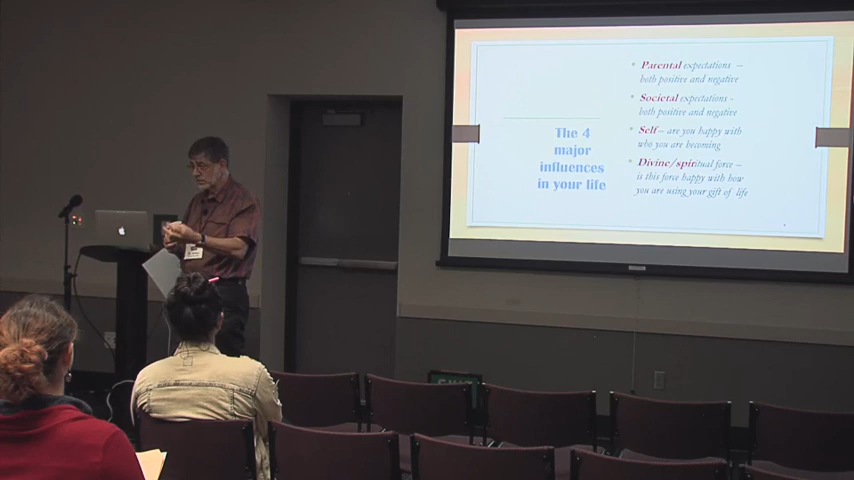 The 4
major
influences
in your life
• Parental expectations –
both positive and negative
• Societal expectations -
both positive and negative
• Self – are you happy with
who you are becoming
• Divine/spiritual force –
is this force happy with how
you are using your gift of life